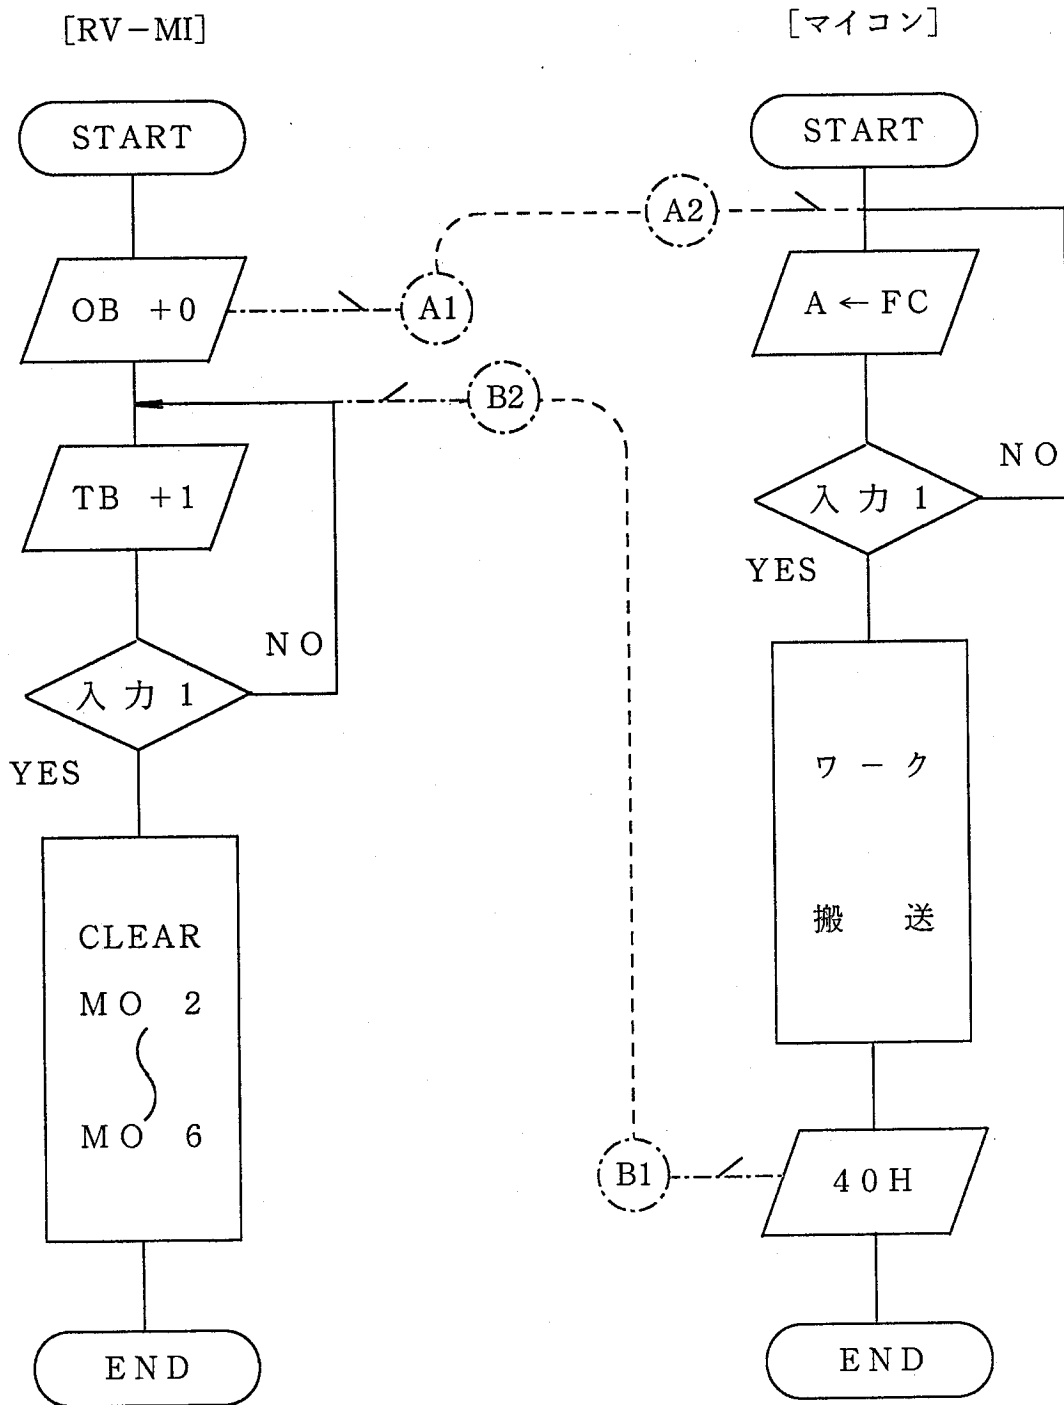 [RV-MI]
START
OB +0
A1
B2
TB +1
入力 1
NO
YES
CLEAR
MO 2
MO 6
END
[マイコン]
START
A2
A←FC
入力 1
NO
YES
ワーク
搬送
B1
40H
END